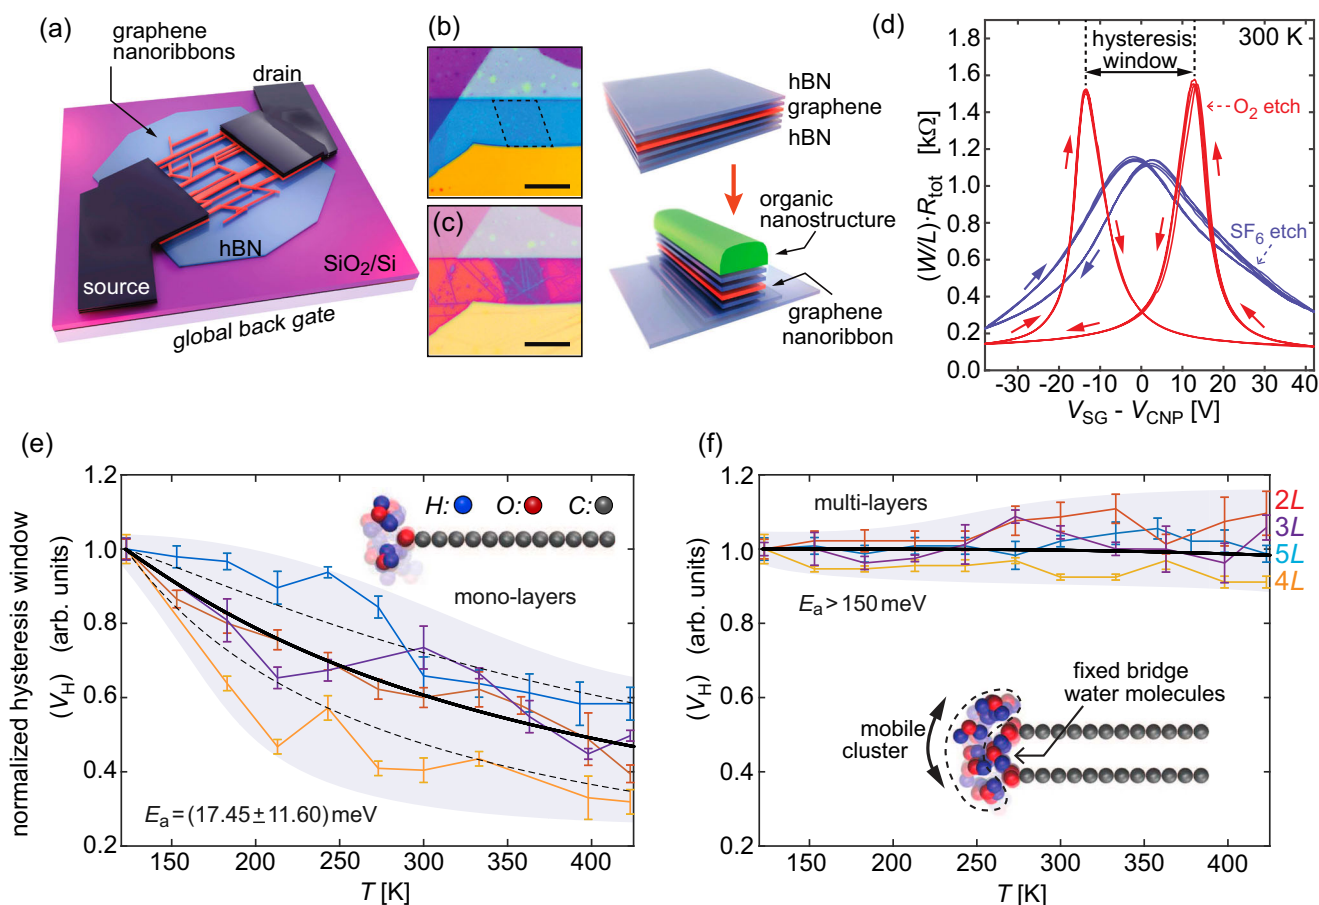 (a)
graphene
nanoribbons
drain
hBN
SiO2/Si
source
global back gate
(b)
(c)
hBN
graphene
hBN
organic
nanostructure
graphene
nanoribbon
(d)
(W/L)·Rtot [kΩ]
1.8
1.6
1.4
1.2
1.0
0.8
0.6
0.4
0.2
0.0
hysteresis
window
300 K
O2 etch
SF6 etch
-30 -20 -10 0 10 20 30 40
VSG - VCNP [V]
(e)
normalized hysteresis window
(VH) (arb. units)
1.2
1.0
0.8
0.6
0.4
0.2
H: O: C:
mono-layers
Ea = (17.45 ± 11.60) meV
150 200 250 300 350 400
T [K]
(f)
(VH) (arb. units)
1.2
1.0
0.8
0.6
0.4
0.2
multi-layers
2L
3L
5L
4L
Ea > 150 meV
fixed bridge
water molecules
mobile
cluster
150 200 250 300 350 400
T [K]